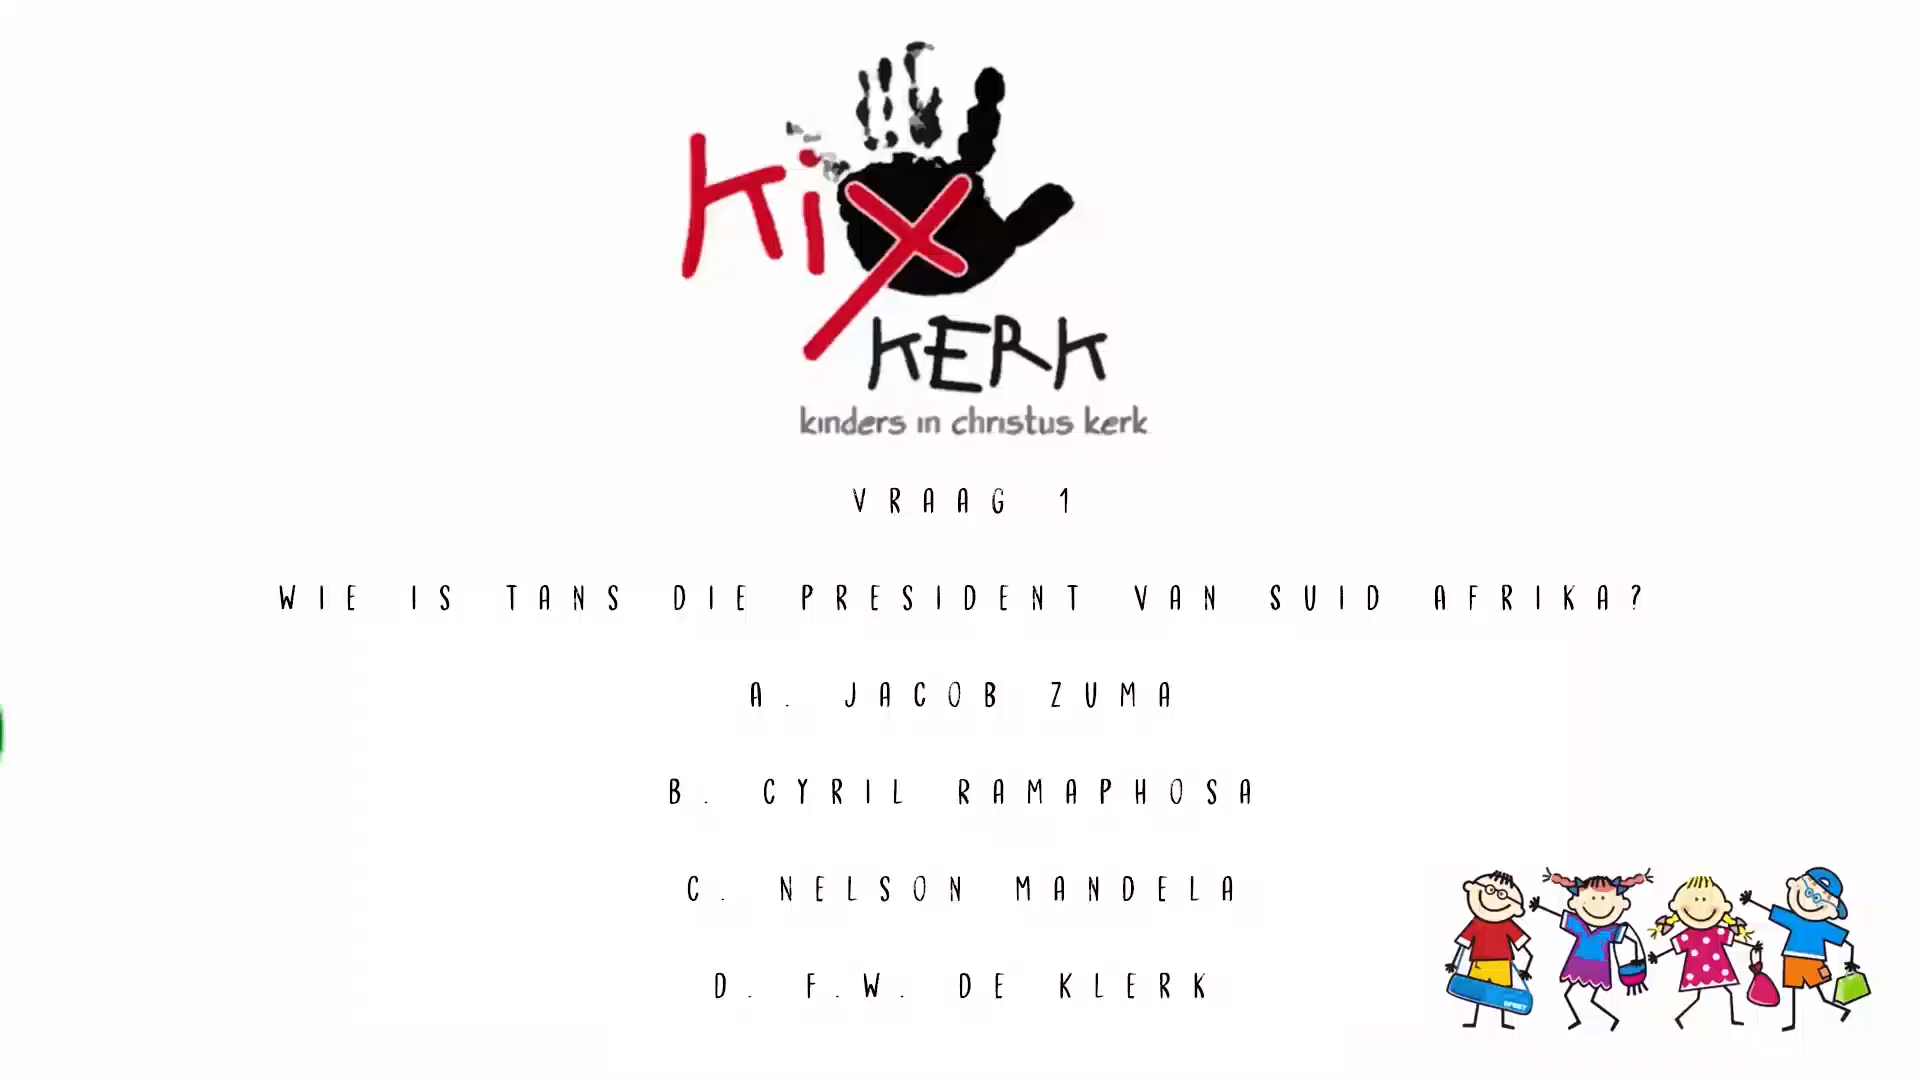 Kix
KERK
kinders in christus kerk
VRAAG 1
WIE IS TANS DIE PRESIDENT VAN SUID AFRIKA?
A. JACOB ZUMA
B. CYRIL RAMAPHOSA
C. NELSON MANDELA
D. F.W. DE KLERK